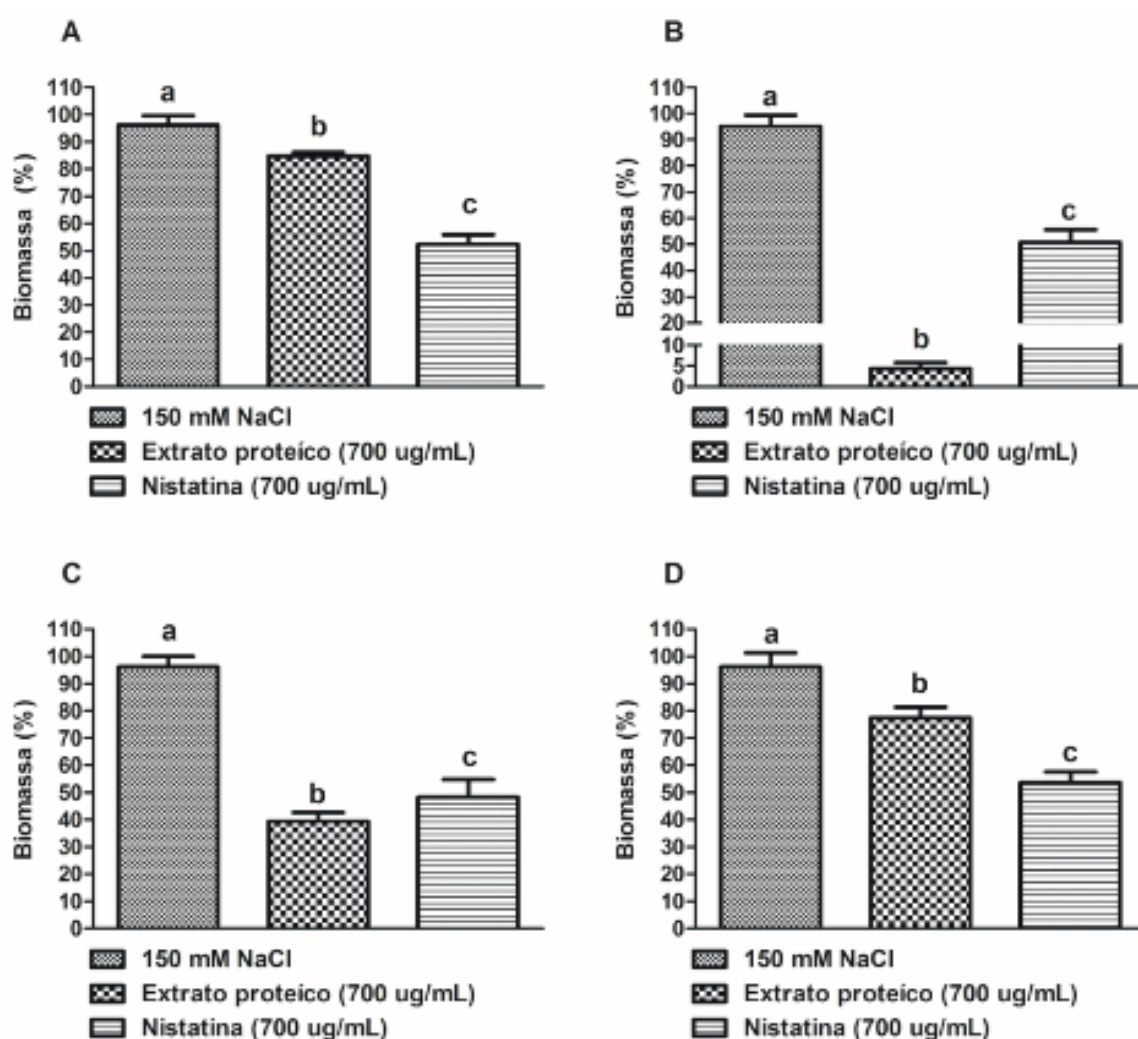 A
110
100
90
80
70
60
50
40
30
20
10
0
Biomassa (%)
a
b
c
150 mM NaCl
Extrato proteíco (700 ug/mL)
Nistatina (700 ug/mL)
B
110
100
90
80
70
60
50
40
30
20
10
5
0
Biomassa (%)
a
b
c
150 mM NaCl
Extrato proteíco (700 ug/mL)
Nistatina (700 ug/mL)
C
110
100
90
80
70
60
50
40
30
20
10
0
Biomassa (%)
a
b
c
150 mM NaCl
Extrato proteíco (700 ug/mL)
Nistatina (700 ug/mL)
D
110
100
90
80
70
60
50
40
30
20
10
0
Biomassa (%)
a
b
c
150 mM NaCl
Extrato proteíco (700 ug/mL)
Nistatina (700 ug/mL)